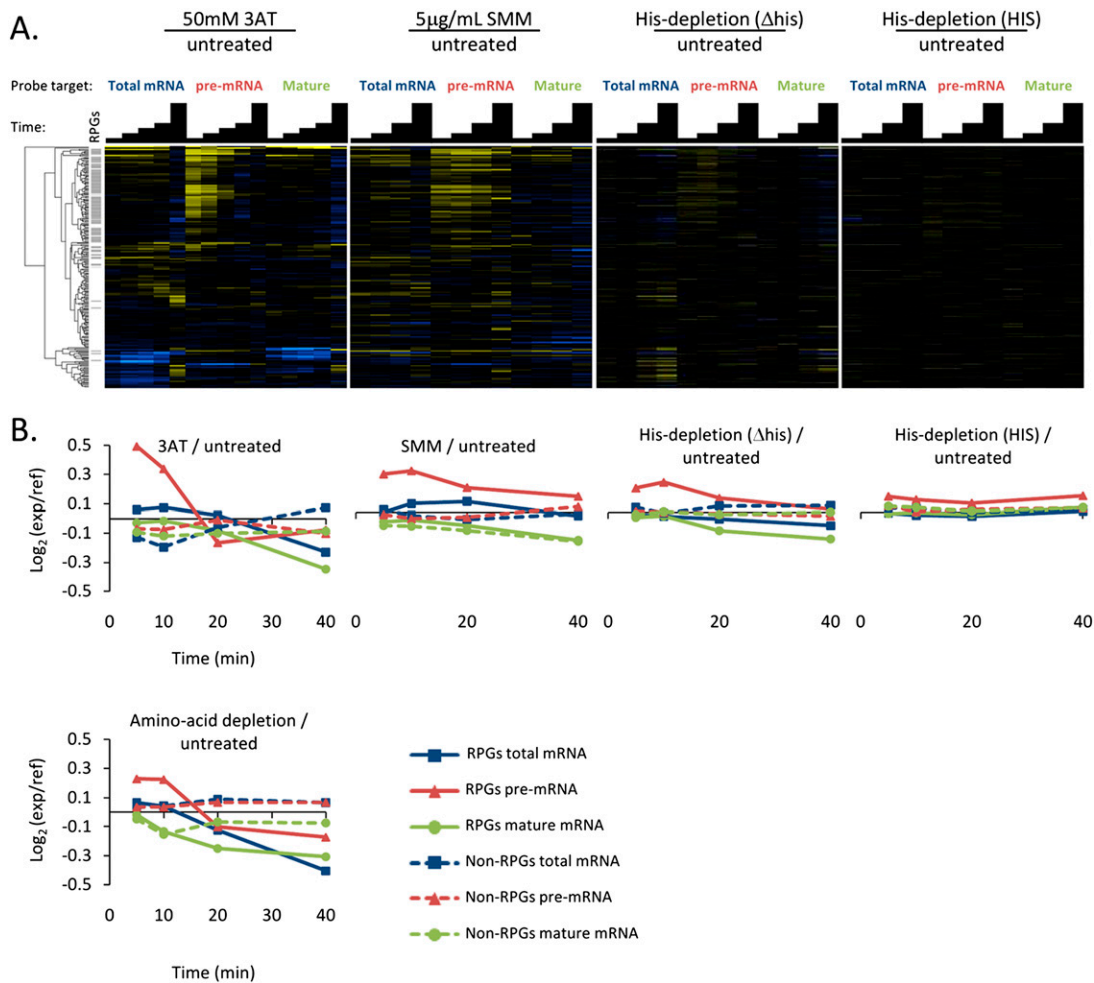 A.
50mM 3AT
untreated
5µg/mL SMM
untreated
His-depletion (Δhis)
untreated
His-depletion (HIS)
untreated
Probe target:
Total mRNA pre-mRNA Mature
Total mRNA pre-mRNA Mature
Total mRNA pre-mRNA Mature
Total mRNA pre-mRNA Mature
Time:
RPGs
B.
3AT / untreated
SMM / untreated
His-depletion (Δhis) /
untreated
His-depletion (HIS) /
untreated
Log2 (exp/ref)
0.5
0.3
0.1
-0.1
-0.3
-0.5
0 10 20 30 40
0 20 40
0 20 40
0 20 40
Time (min)
Amino-acid depletion /
untreated
Log2 (exp/ref)
0.5
0.3
0.1
-0.1
-0.3
-0.5
0 10 20 30 40
Time (min)
RPGs total mRNA
RPGs pre-mRNA
RPGs mature mRNA
Non-RPGs total mRNA
Non-RPGs pre-mRNA
Non-RPGs mature mRNA